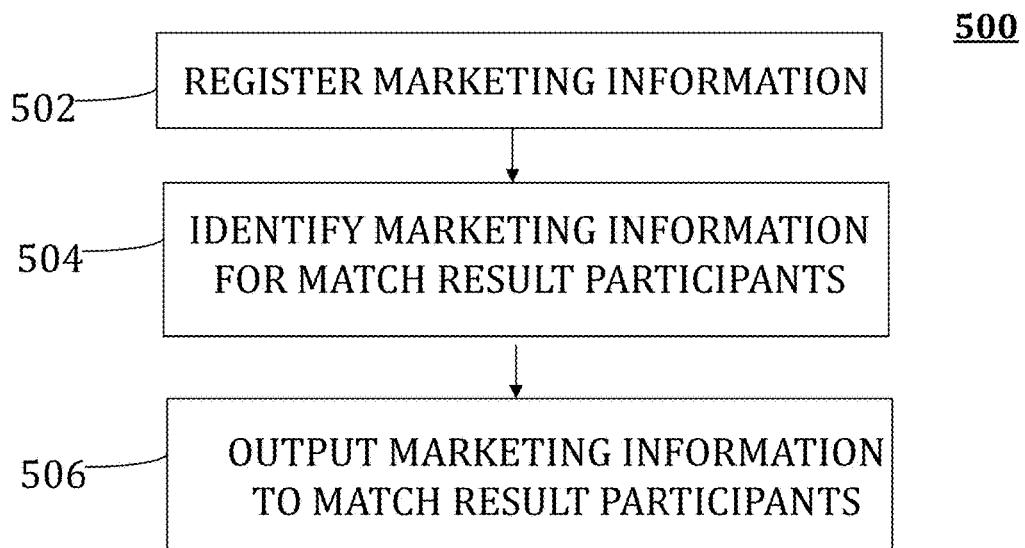 500
REGISTER MARKETING INFORMATION
502
IDENTIFY MARKETING INFORMATION
FOR MATCH RESULT PARTICIPANTS
504
OUTPUT MARKETING INFORMATION
TO MATCH RESULT PARTICIPANTS
506